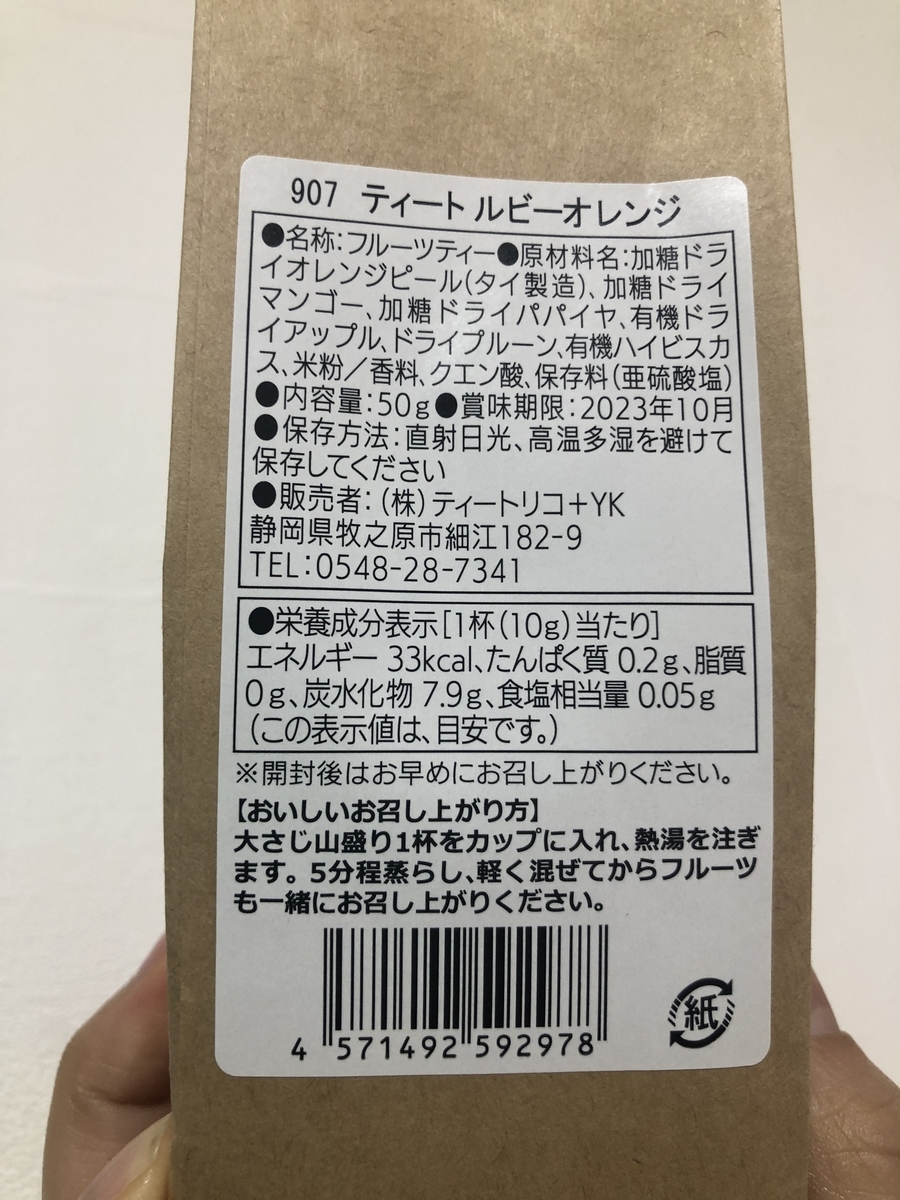 907 ティート ルビーオレンジ
●名称:フルーツティー●原材料名:加糖ドラ
イオレンジピール(タイ製造)、加糖ドライ
マンゴー、加糖ドライパパイヤ、有機ドラ
イアップル、ドライプルーン、有機ハイビスカ
ス、米粉/香料、クエン酸、保存料(亜硫酸塩)
●内容量:50g●賞味期限:2023年10月
●保存方法:直射日光、高温多湿を避けて
保存してください
●販売者:(株)ティートリコ+YK
静岡県牧之原市細江182-9
TEL:0548-28-7341
●栄養成分表示[1杯(10g)当たり]
エネルギー 33kcal、たんぱく質 0.2g、脂質
0g、炭水化物 7.9g、食塩相当量 0.05g
(この表示値は、目安です。)
※開封後はお早めにお召し上がりください。
【おいしいお召し上がり方】
大さじ山盛り1杯をカップに入れ、熱湯を注ぎ
ます。5分程蒸らし、軽く混ぜてからフルーツ
も一緒にお召し上がりください。
紙
4 571492 592978